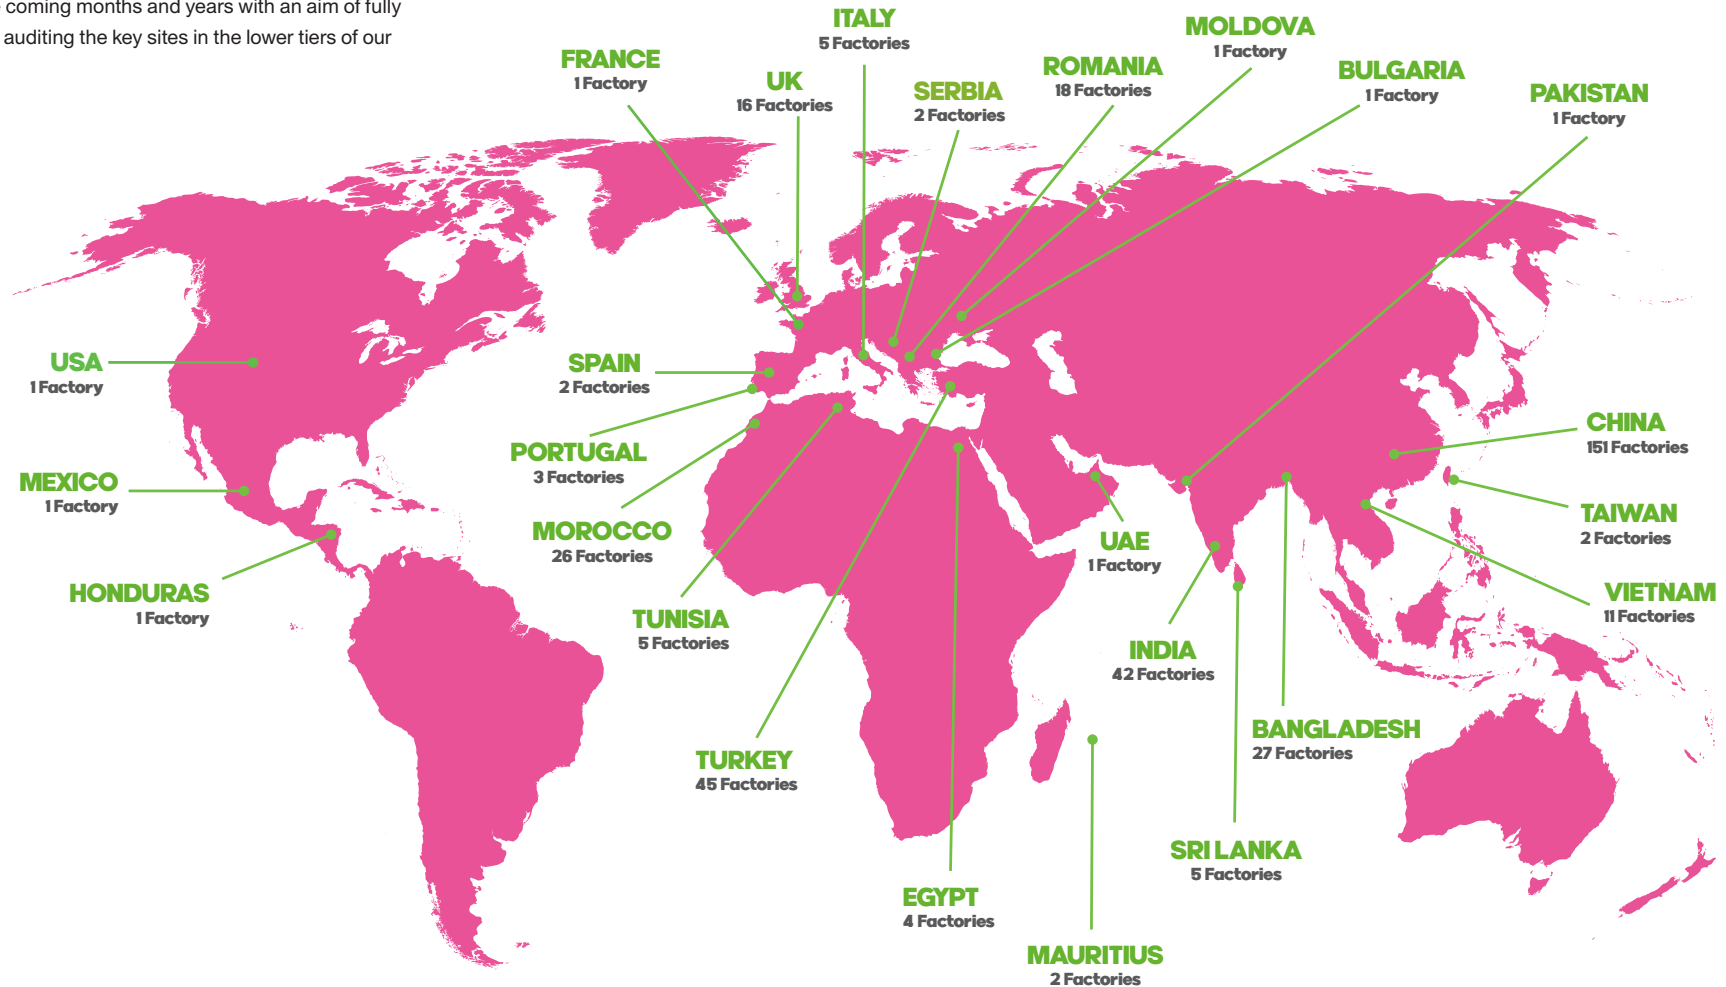 coming months and years with an aim of fully
auditing the key sites in the lower tiers of our
ITALY
5 Factories
MOLDOVA
1 Factory
FRANCE
1 Factory
UK
16 Factories
SERBIA
2 Factories
ROMANIA
18 Factories
BULGARIA
1 Factory
PAKISTAN
1 Factory
USA
1 Factory
SPAIN
2 Factories
PORTUGAL
3 Factories
MEXICO
1 Factory
MOROCCO
26 Factories
HONDURAS
1 Factory
TUNISIA
5 Factories
TURKEY
45 Factories
EGYPT
4 Factories
MAURITIUS
2 Factories
UAE
1 Factory
INDIA
42 Factories
SRI LANKA
5 Factories
BANGLADESH
27 Factories
CHINA
151 Factories
TAIWAN
2 Factories
VIETNAM
11 Factories